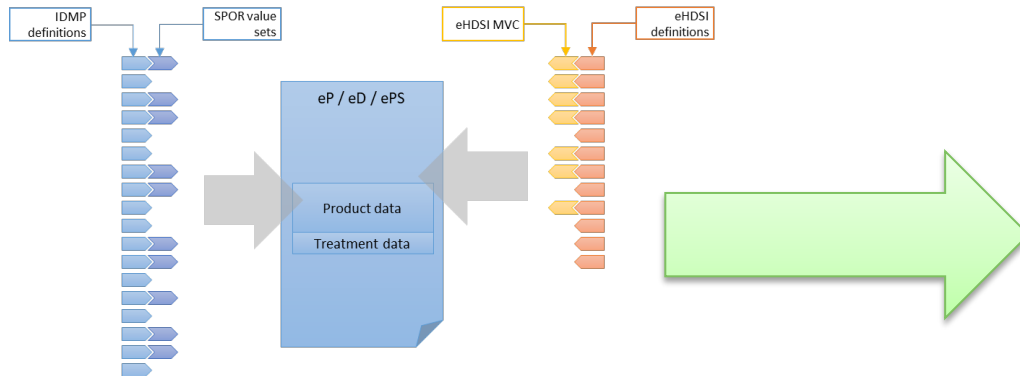 IDMP
definitions
SPOR value
sets
eHDSI MVC
eHDSI
definitions
eP / eD / ePS
Product data
Treatment data